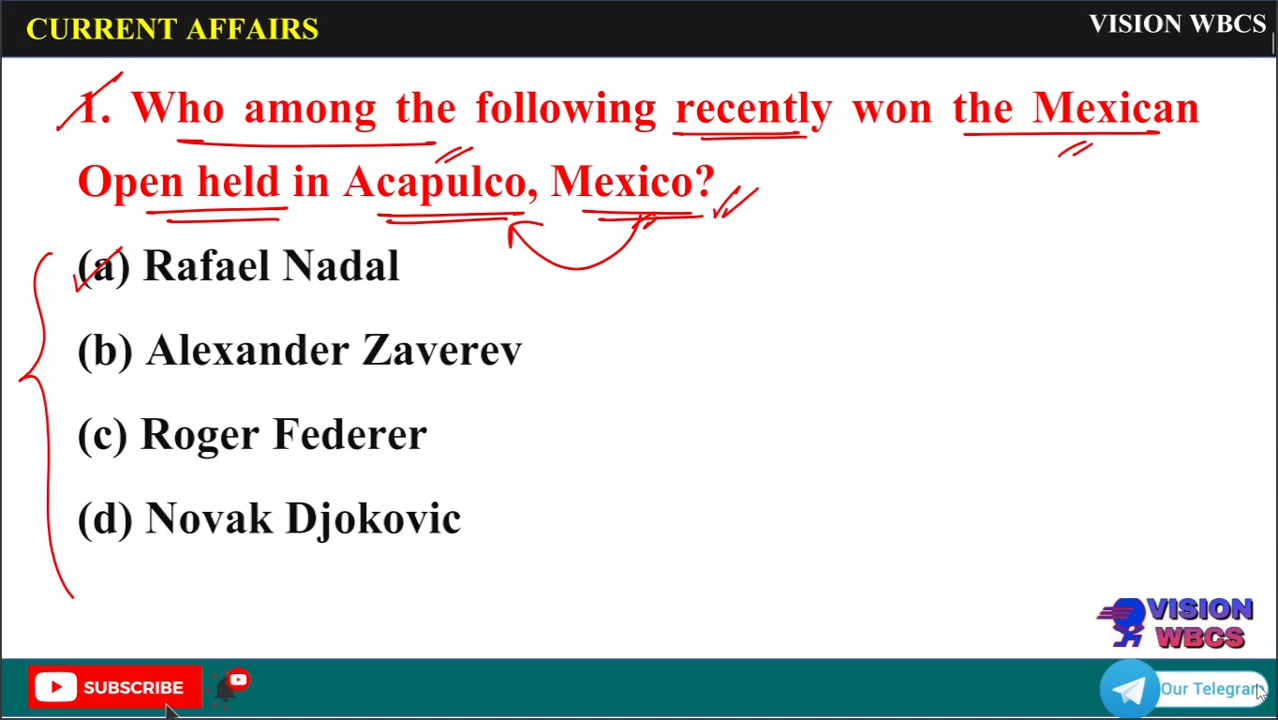 CURRENT AFFAIRS
VISION WBCS
1. Who among the following recently won the Mexican
Open held in Acapulco, Mexico?
(a) Rafael Nadal
(b) Alexander Zaverev
(c) Roger Federer
(d) Novak Djokovic
VISION
WBCS
SUBSCRIBE
Our Telegram